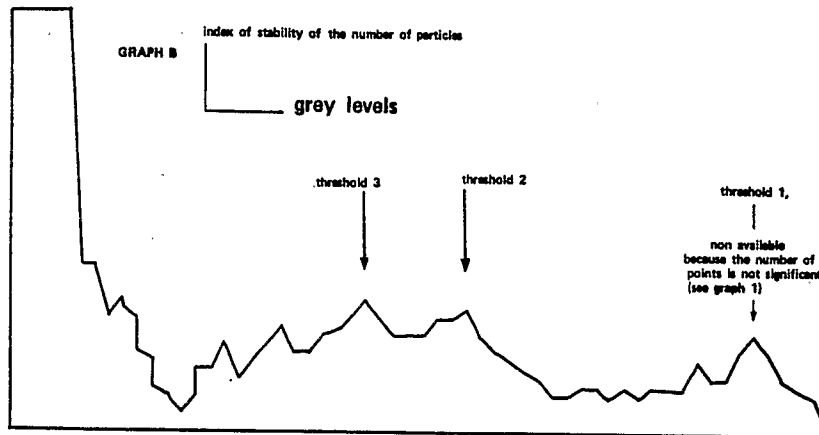 index of stability of the number of particles
GRAPH B
grey levels
threshold 3
threshold 2
threshold 1,
non available
because the number of
points is not significant
(see graph 1)